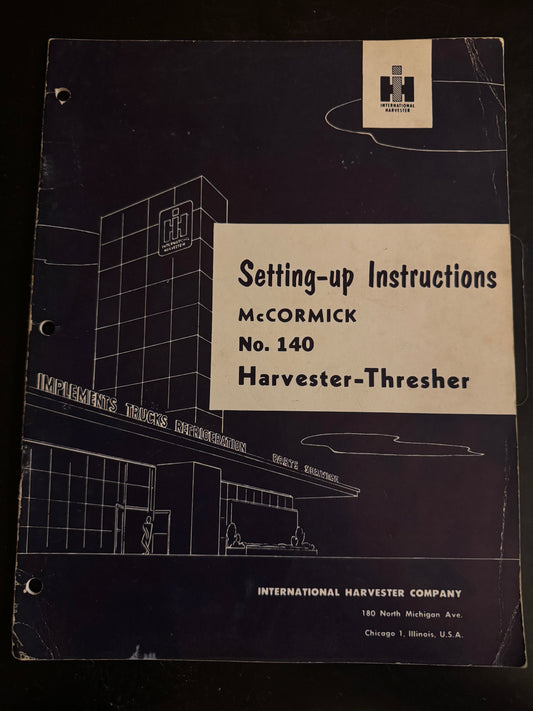 IH
INTERNATIONAL
HARVESTER
IH
INTERNATIONAL
HARVESTER
Setting-up Instructions
McCORMICK
No. 140
Harvester-Thresher
IMPLEMENTS TRUCKS REFRIGERATION PARTS SERVICE
INTERNATIONAL HARVESTER COMPANY
180 North Michigan Ave.
Chicago 1, Illinois, U.S.A.